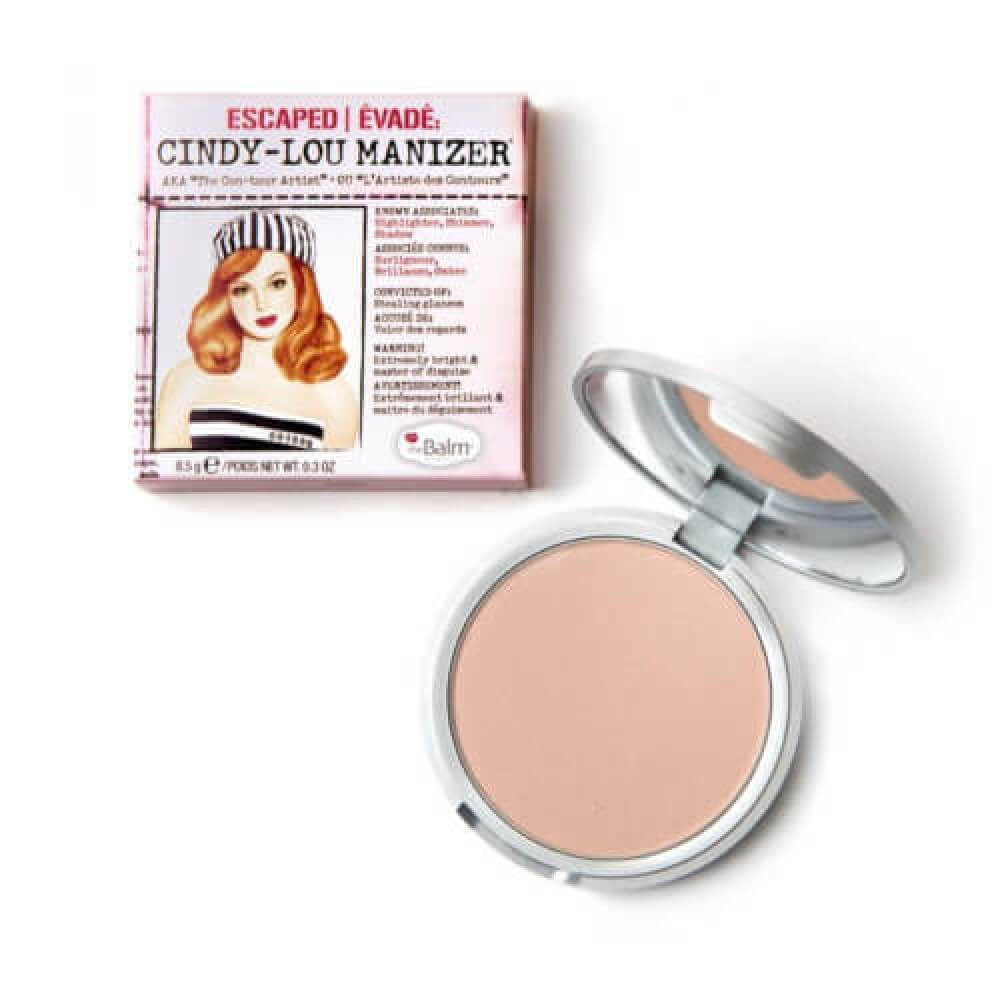 ESCAPED | ÉVADÉ:
CINDY-LOU MANIZER
AKA "The Con-tour Artist" • OU "L'Artiste des Contours"
KNOWN ASSOCIATES:
Highlighter, Shimmer,
Shadow
ASSOCIÉS CONNUS:
Enrligneur,
Brillance, Ombre
CONVICTED OF:
Stealing glances
ACCUSÉ DE:
Voler des regards
WARNING!
Extremely bright &
master of disguise
AVERTISSEMENT!
Extrêmement brillant &
maître du déguisement
theBalm
8.5 g e/POIDS NET WT. 0.3 OZ